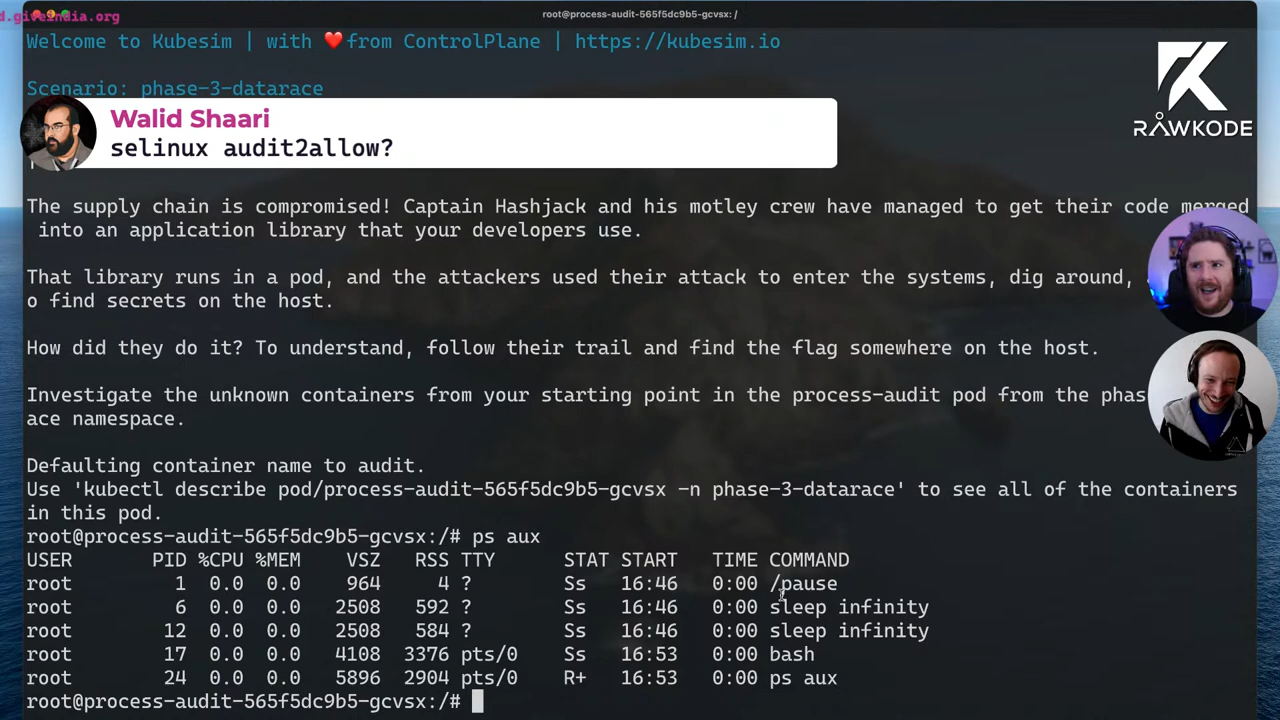 d.giveindia.org
root@process-audit-565f5dc9b5-gcvsx: /
Welcome to Kubesim | with ❤️from ControlPlane | https://kubesim.io
Scenario: phase-3-datarace
Walid Shaari
selinux audit2allow?
RAWKODE
The supply chain is compromised! Captain Hashjack and his motley crew have managed to get their code merged
into an application library that your developers use.
That library runs in a pod, and the attackers used their attack to enter the systems, dig around,
o find secrets on the host.
How did they do it? To understand, follow their trail and find the flag somewhere on the host.
Investigate the unknown containers from your starting point in the process-audit pod from the phas
ace namespace.
Defaulting container name to audit.
Use 'kubectl describe pod/process-audit-565f5dc9b5-gcvsx -n phase-3-datarace' to see all of the containers
in this pod.
root@process-audit-565f5dc9b5-gcvsx:/# ps aux
USER PID %CPU %MEM VSZ RSS TTY STAT START TIME COMMAND
root 1 0.0 0.0 964 4 ? Ss 16:46 0:00 /pause
root 6 0.0 0.0 2508 592 ? Ss 16:46 0:00 sleep infinity
root 12 0.0 0.0 2508 584 ? Ss 16:46 0:00 sleep infinity
root 17 0.0 0.0 4108 3376 pts/0 Ss 16:53 0:00 bash
root 24 0.0 0.0 5896 2904 pts/0 R+ 16:53 0:00 ps aux
root@process-audit-565f5dc9b5-gcvsx:/#